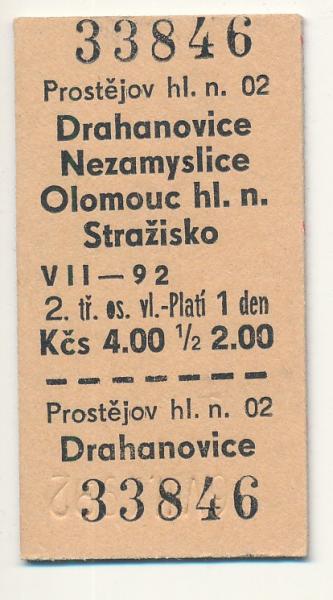 33846
Prostějov hl. n. 02
Drahanovice
Nezamyslice
Olomouc hl. n.
Stražisko
VII—92
2. tř. os. vl.-Platí 1 den
Kčs 4.00 ½ 2.00
Prostějov hl. n. 02
Drahanovice
33846